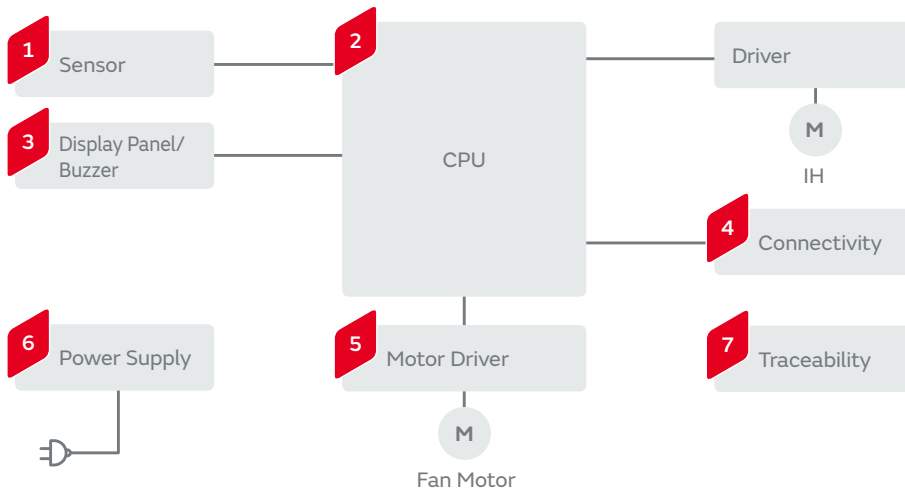 1
Sensor
2
CPU
Driver
M
IH
3
Display Panel/
Buzzer
4
Connectivity
6
Power Supply
5
Motor Driver
M
Fan Motor
7
Traceability